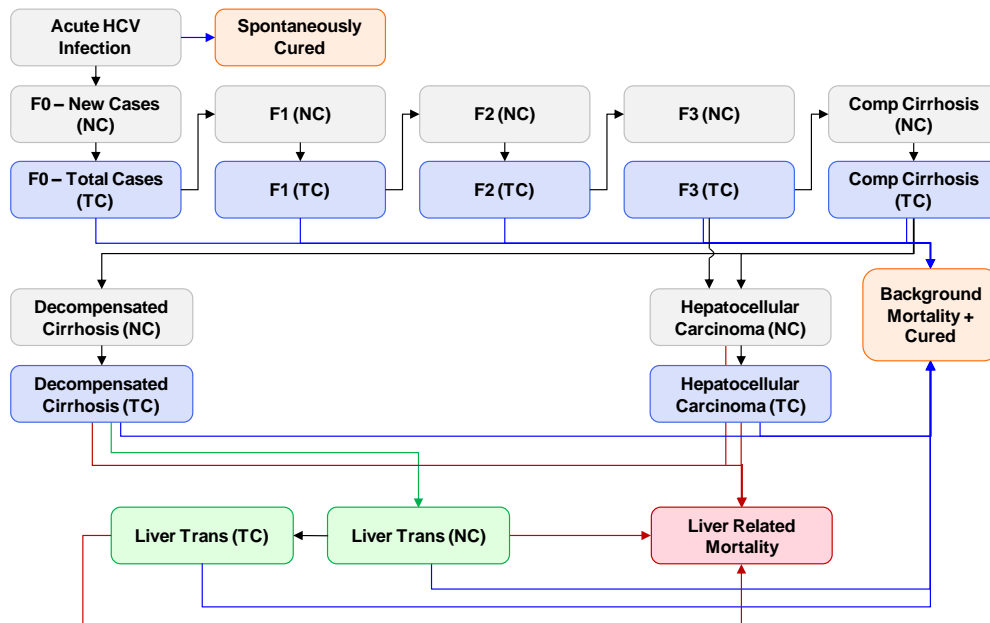 Acute HCV
Infection
Spontaneously
Cured
F0 – New Cases
(NC)
F1 (NC)
F2 (NC)
F3 (NC)
Comp Cirrhosis
(NC)
F0 – Total Cases
(TC)
F1 (TC)
F2 (TC)
F3 (TC)
Comp Cirrhosis
(TC)
Decompensated
Cirrhosis (NC)
Hepatocellular
Carcinoma (NC)
Background
Mortality +
Cured
Decompensated
Cirrhosis (TC)
Hepatocellular
Carcinoma (TC)
Liver Trans (TC)
Liver Trans (NC)
Liver Related
Mortality